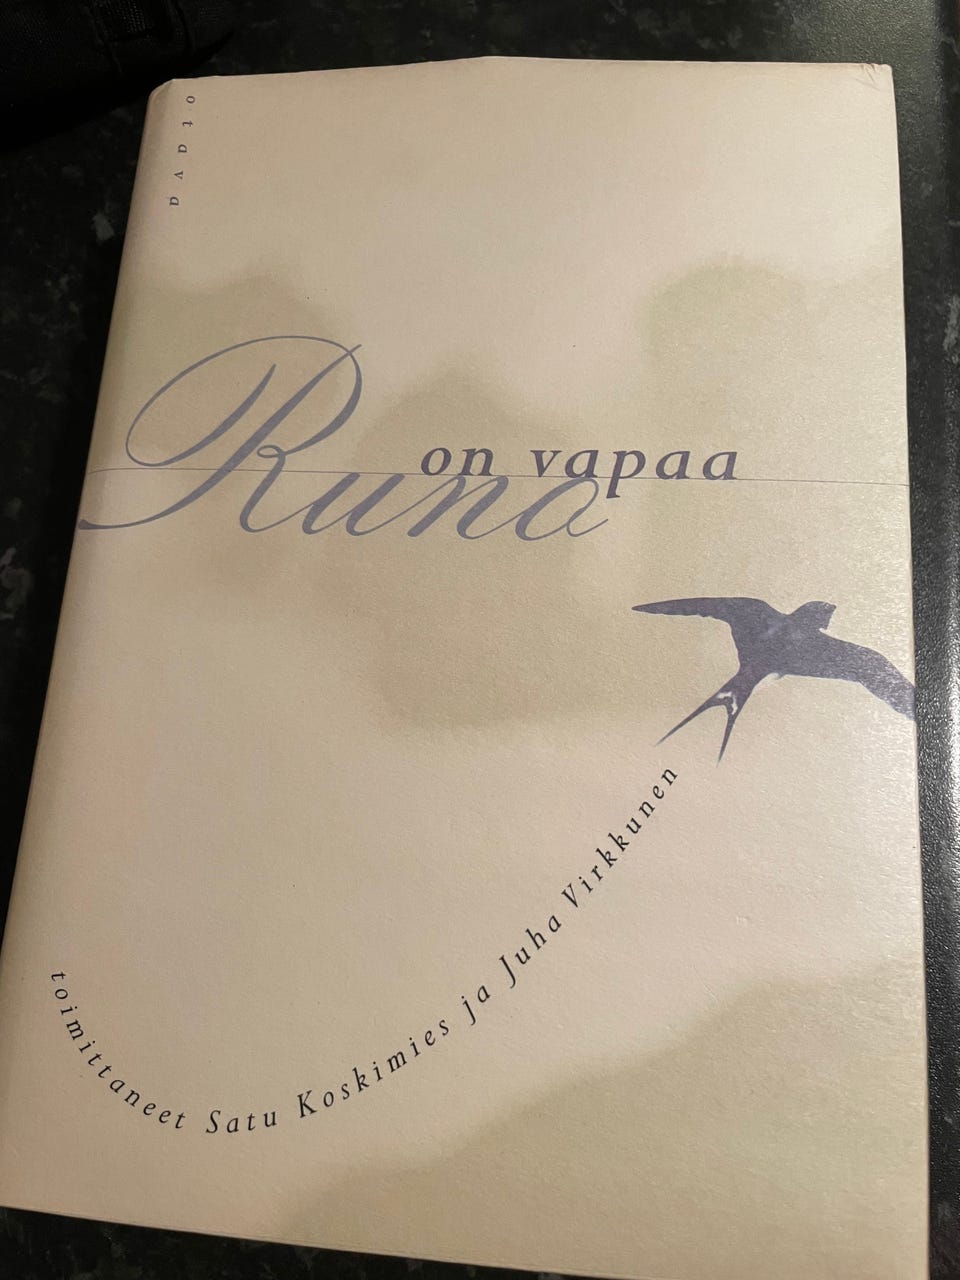 otava
Runo
on vapaa
toimittaneet Satu Koskimies ja Juha Virkkunen